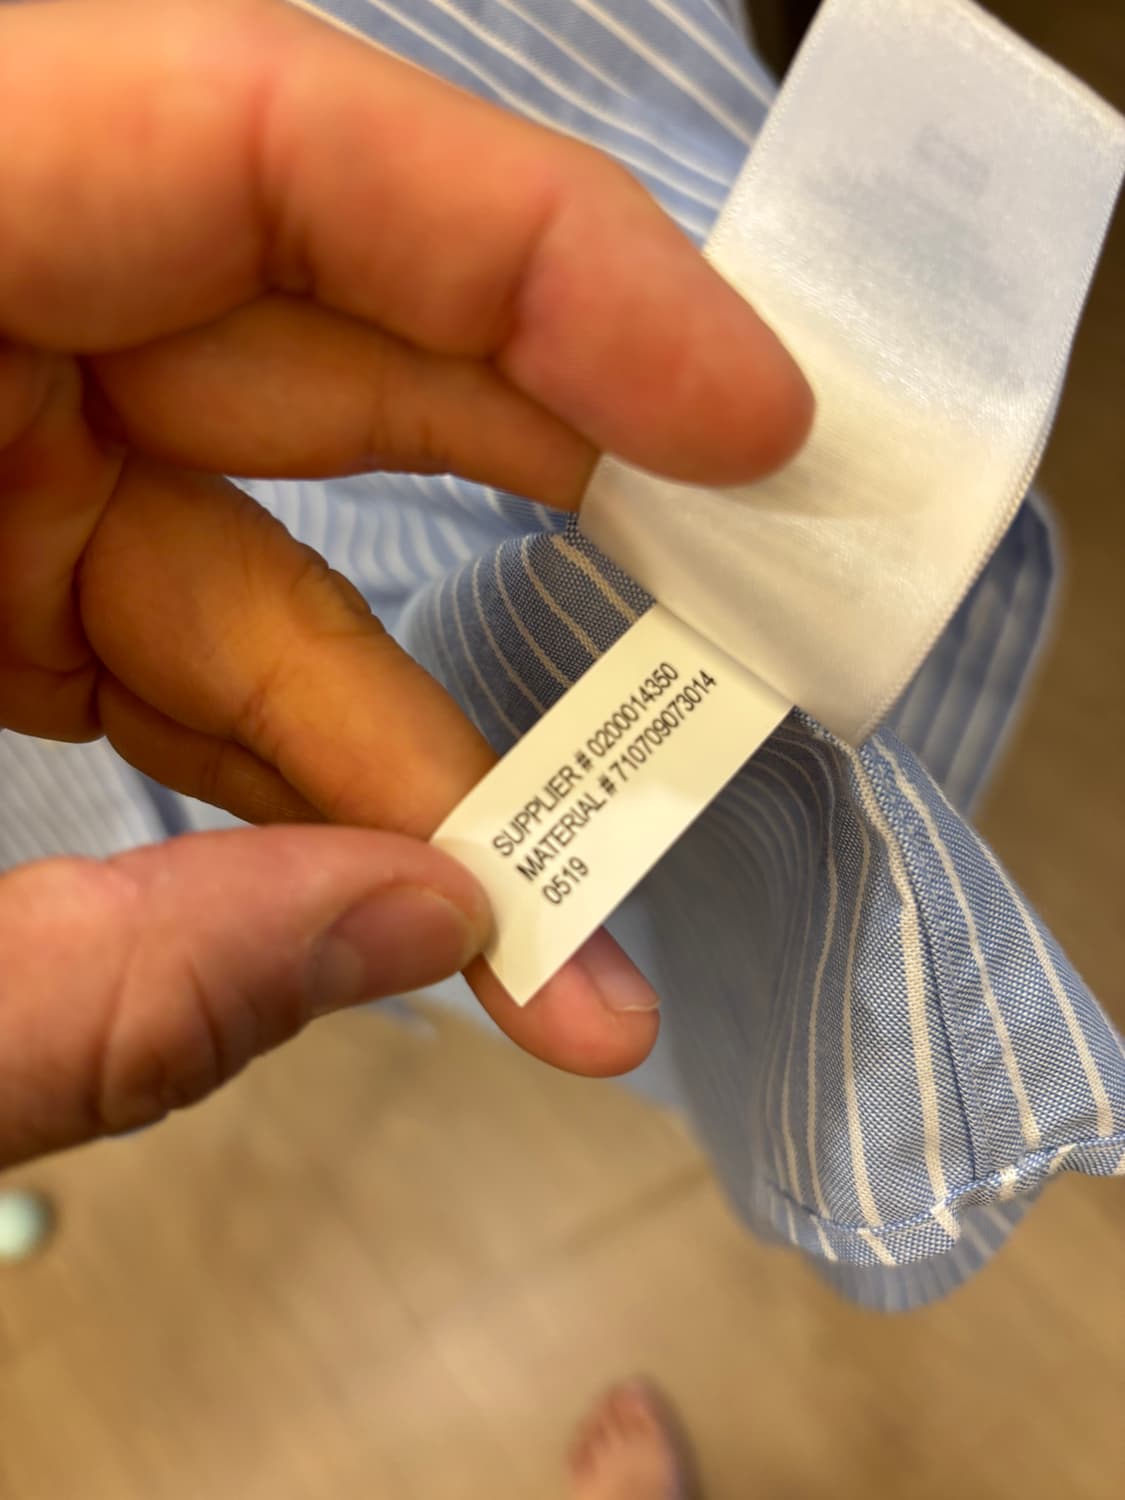 SUPPLIER # 0200014350
MATERIAL # 710709073014
0519